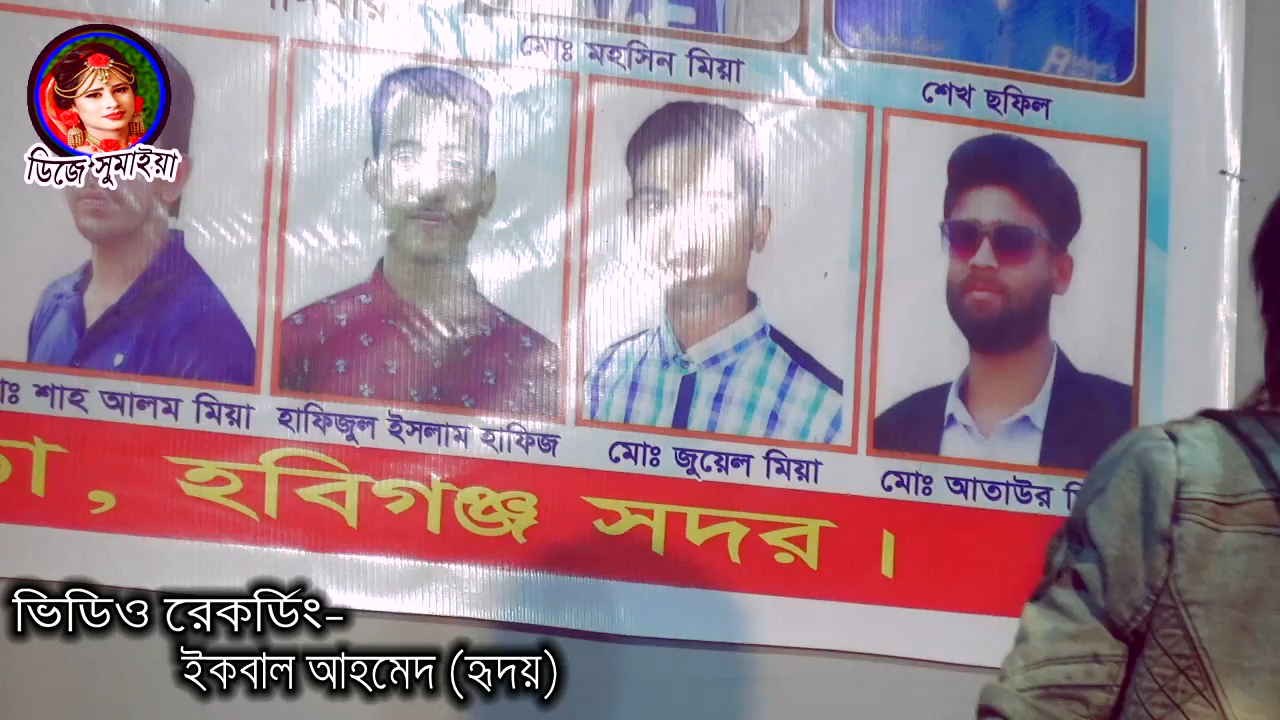 মোঃ মহসিন মিয়া
শেখ ছফিল
ডিজে সুমাইয়া
শাহ আলম মিয়া
হাফিজুল ইসলাম হাফিজ
মোঃ জুয়েল মিয়া
মোঃ আতাউর
, হবিগঞ্জ সদর ।
ভিডিও রেকর্ডিং-
ইকবাল আহমেদ (হৃদয়)